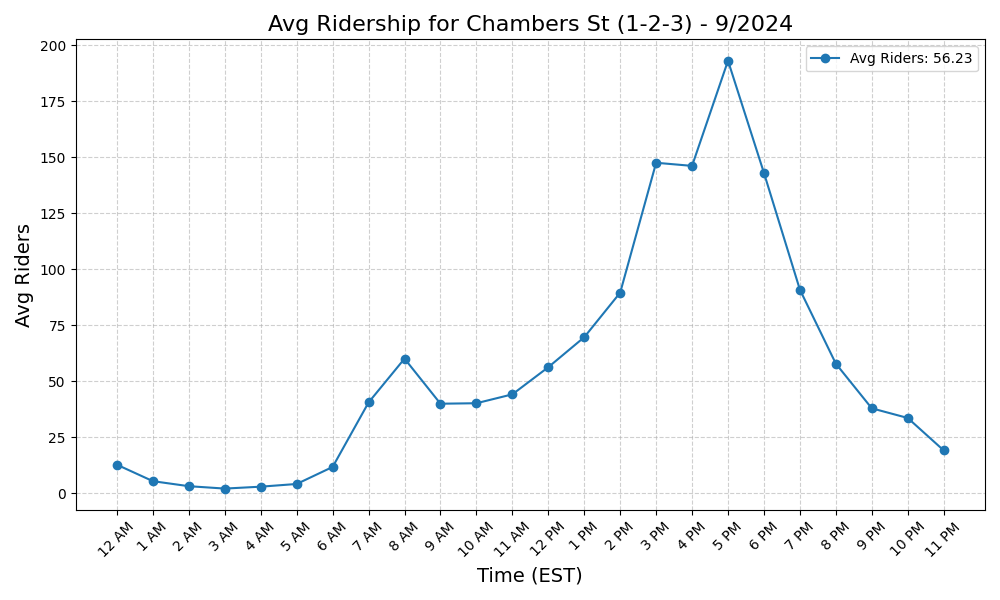 Avg Ridership for Chambers St (1-2-3) - 9/2024
Avg Riders: 56.23
200
175
150
125
100
75
50
25
0
Avg Riders
12 AM
1 AM
2 AM
3 AM
4 AM
5 AM
6 AM
7 AM
8 AM
9 AM
10 AM
11 AM
12 PM
1 PM
2 PM
3 PM
4 PM
5 PM
6 PM
7 PM
8 PM
9 PM
10 PM
11 PM
Time (EST)